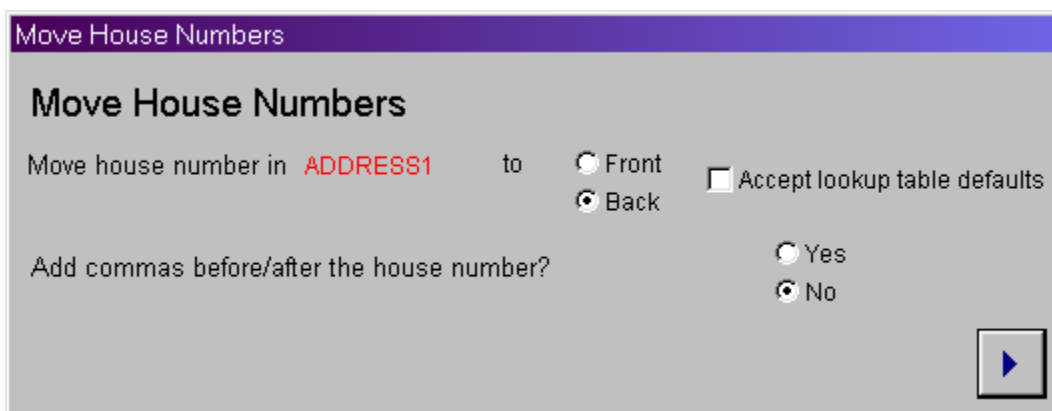 Move House Numbers
Move House Numbers
Move house number in ADDRESS1 to
Front
Back
Accept lookup table defaults
Add commas before/after the house number?
Yes
No